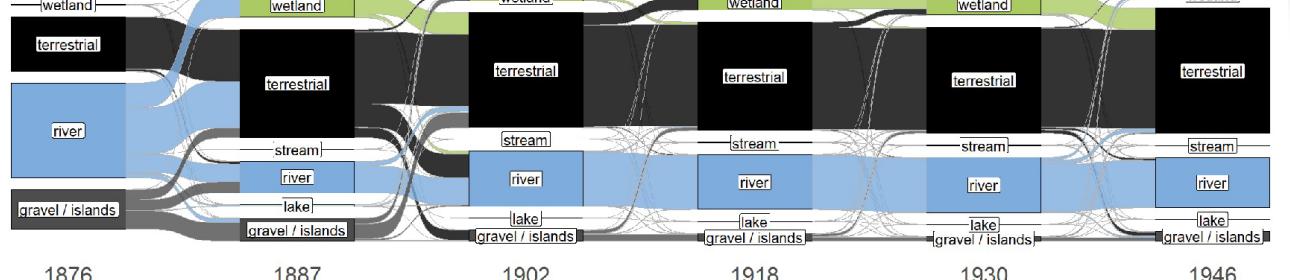 wetland
terrestrial
river
gravel / islands
wetland
terrestrial
stream
river
lake
gravel / islands
wetland
terrestrial
stream
river
lake
gravel / islands
wetland
terrestrial
stream
river
lake
gravel / islands
wetland
terrestrial
stream
river
lake
gravel / islands
terrestrial
stream
river
lake
gravel / islands
1876 1887 1902 1918 1930 1946